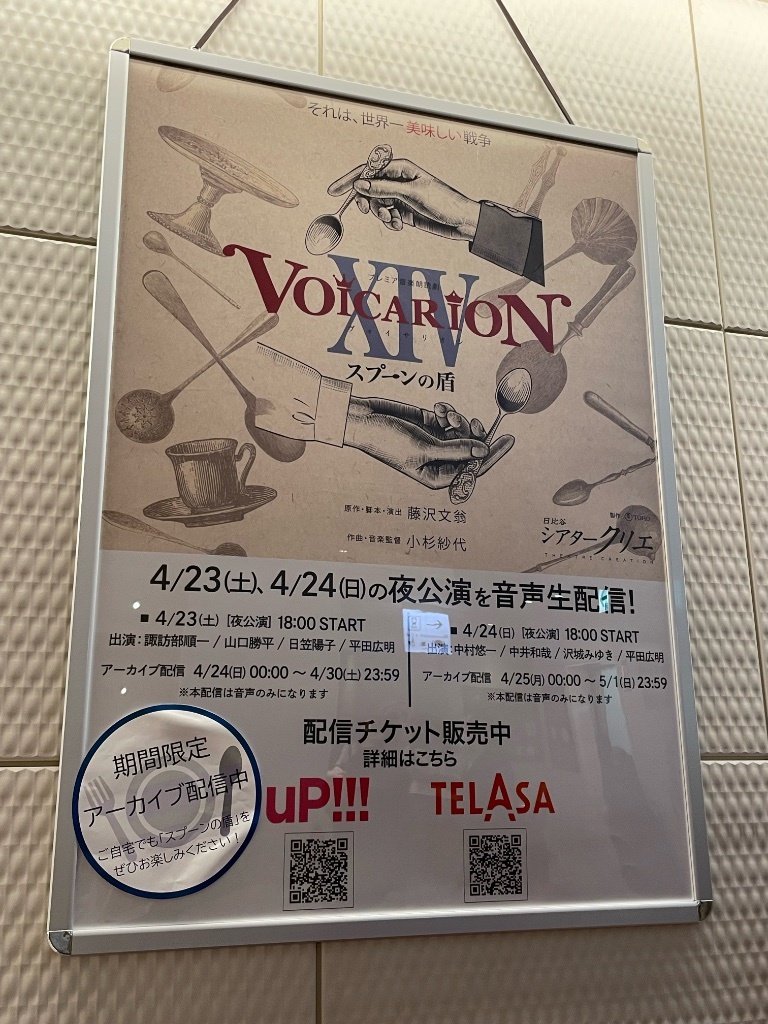 それは、世界一美味しい戦争
プレミア音楽朗読劇
VOICARION
XIV
ヴォイサリオン
スプーンの盾
原作・脚本・演出 藤沢文翁
作曲・音楽監督 小杉紗代
日比谷
シアタークリエ
THEATRE CREATION
製作 TOHO
4/23(土)、4/24(日)の夜公演を音声生配信!
■ 4/23(土) [夜公演] 18:00 START
出演:諏訪部順一 / 山口勝平 / 日笠陽子 / 平田広明
アーカイブ配信 4/24(日) 00:00 ～ 4/30(土) 23:59
※本配信は音声のみになります
■ 4/24(日) [夜公演] 18:00 START
出演:中村悠一 / 中井和哉 / 沢城みゆき / 平田広明
アーカイブ配信 4/25(月) 00:00 ～ 5/1(日) 23:59
※本配信は音声のみになります
配信チケット販売中
詳細はこちら
uP!!!
TELASA
期間限定
アーカイブ配信中
ご自宅でも「スプーンの盾」を
ぜひお楽しみください!